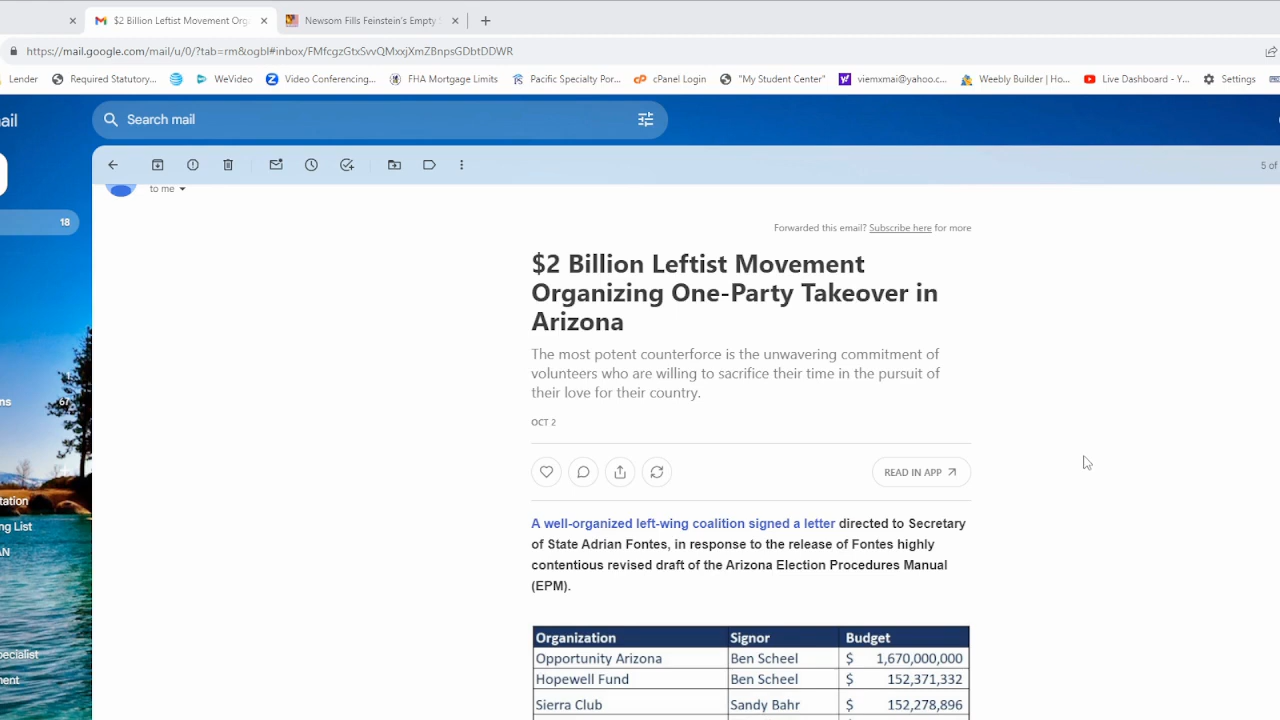 $2 Billion Leftist Movement Org
Newsom Fills Feinstein's Empty
https://mail.google.com/mail/u/0/?tab=rm&ogbl#inbox/FMfcgzGtxSvvQMxxjXmZBnpsGDbtDDWR
Lender Required Statutory... WeVideo Video Conferencing... FHA Mortgage Limits Pacific Specialty Por... cPanel Login "My Student Center" viemxmai@yahoo.c... Weebly Builder | Ho... Live Dashboard - Y... Settings
ail
Search mail
5 of
to me
18
Forwarded this email? Subscribe here for more
$2 Billion Leftist Movement
Organizing One-Party Takeover in
Arizona
The most potent counterforce is the unwavering commitment of
volunteers who are willing to sacrifice their time in the pursuit of
their love for their country.
ns 67
OCT 2
READ IN APP
tation
ng List
AN
A well-organized left-wing coalition signed a letter directed to Secretary
of State Adrian Fontes, in response to the release of Fontes highly
contentious revised draft of the Arizona Election Procedures Manual
(EPM).
Organization Signor Budget
Opportunity Arizona Ben Scheel $ 1,670,000,000
Hopewell Fund Ben Scheel $ 152,371,332
Sierra Club Sandy Bahr $ 152,278,896
pecialist
ment